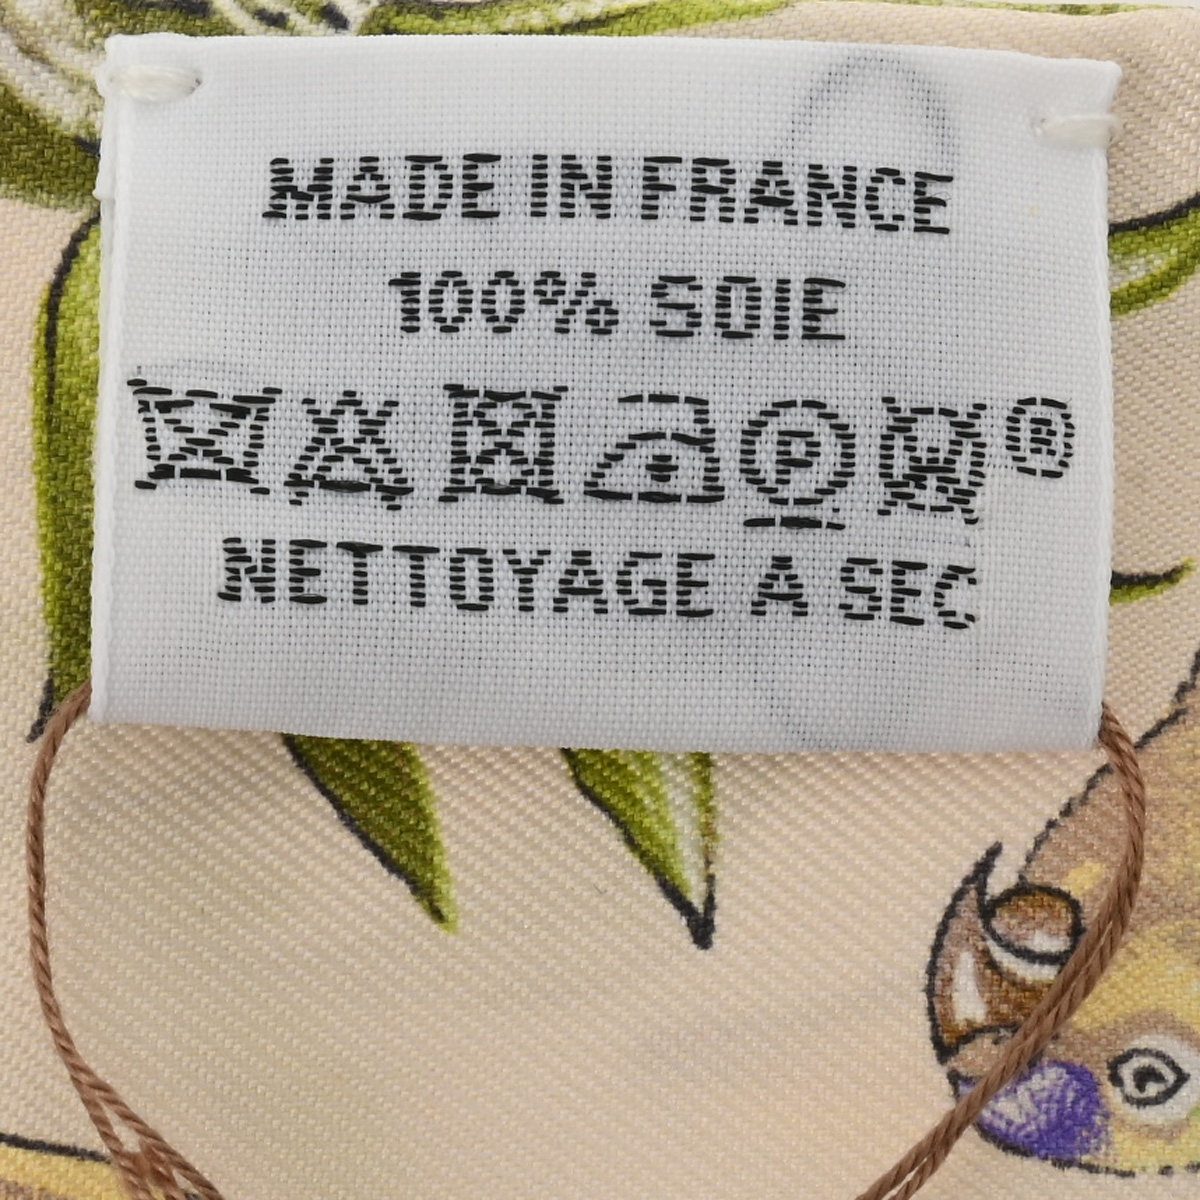 MADE IN FRANCE
100% SOIE
P ®
NETTOYAGE A SEC